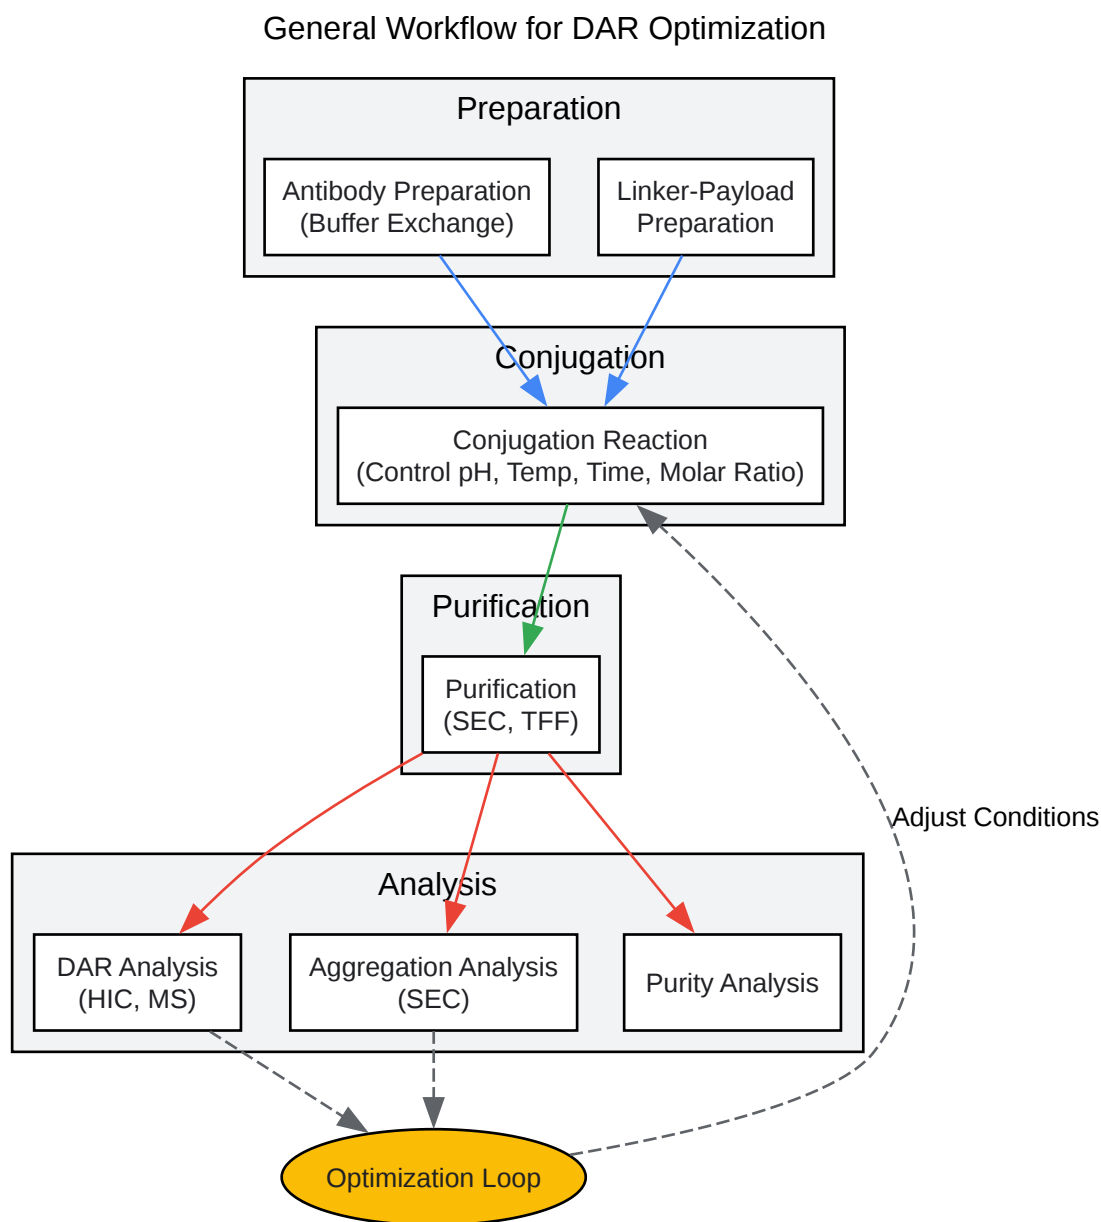 General Workflow for DAR Optimization
Preparation
Antibody Preparation
(Buffer Exchange)
Linker-Payload
Preparation
Conjugation
Conjugation Reaction
(Control pH, Temp, Time, Molar Ratio)
Purification
Purification
(SEC, TFF)
Adjust Conditions
Analysis
DAR Analysis
(HIC, MS)
Aggregation Analysis
(SEC)
Purity Analysis
Optimization Loop